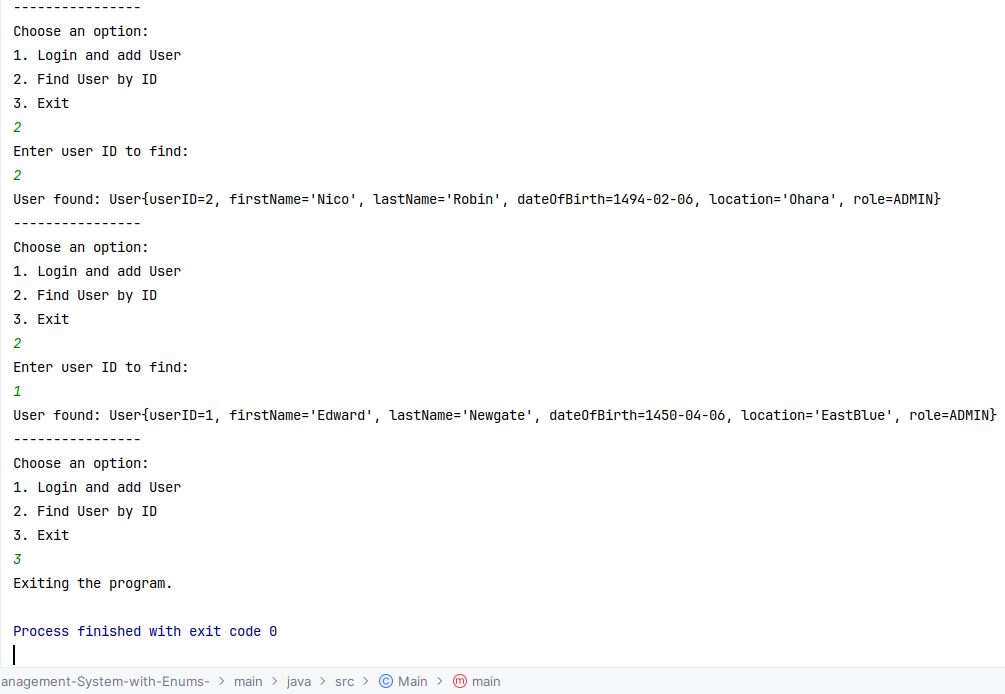 ----------------
Choose an option:
1. Login and add User
2. Find User by ID
3. Exit
2
Enter user ID to find:
2
User found: User{userID=2, firstName='Nico', lastName='Robin', dateOfBirth=1494-02-06, location='Ohara', role=ADMIN}
----------------
Choose an option:
1. Login and add User
2. Find User by ID
3. Exit
2
Enter user ID to find:
1
User found: User{userID=1, firstName='Edward', lastName='Newgate', dateOfBirth=1450-04-06, location='EastBlue', role=ADMIN}
----------------
Choose an option:
1. Login and add User
2. Find User by ID
3. Exit
3
Exiting the program.
Process finished with exit code 0
anagement-System-with-Enums- > main > java > src > C Main > m main